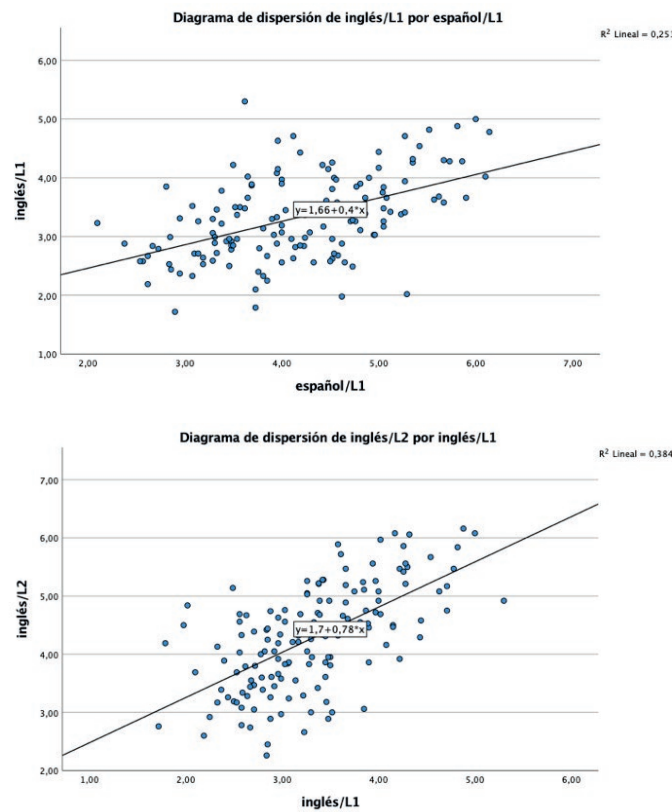 Diagrama de dispersión de inglés/L1 por español/L1
R² Lineal = 0,251
6,00
5,00
4,00
3,00
2,00
1,00
inglés/L1
y=1,66+0,4*x
2,00 3,00 4,00 5,00 6,00 7,00
español/L1
Diagrama de dispersión de inglés/L2 por inglés/L1
R² Lineal = 0,384
7,00
6,00
5,00
4,00
3,00
2,00
inglés/L2
y=1,7+0,78*x
1,00 2,00 3,00 4,00 5,00 6,00
inglés/L1